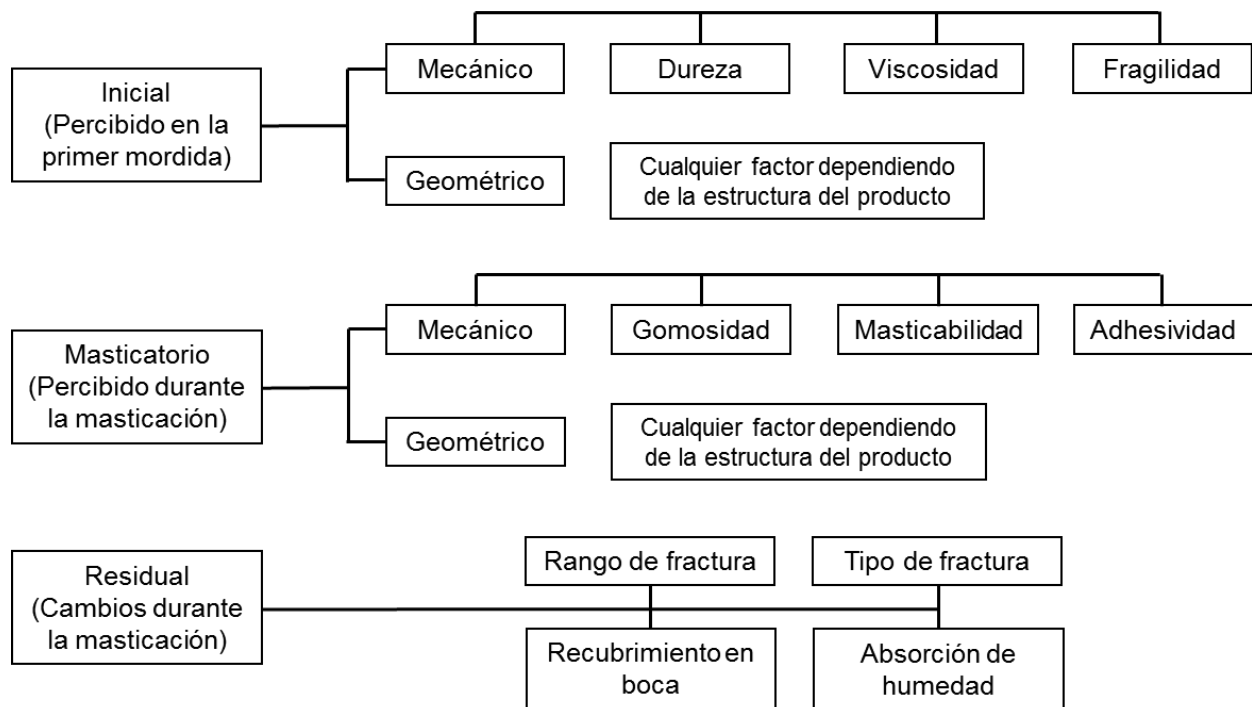 Inicial
(Percibido en la
primer mordida)
Mecánico
Dureza
Viscosidad
Fragilidad
Geométrico
Cualquier factor dependiendo
de la estructura del producto
Masticatorio
(Percibido durante
la masticación)
Mecánico
Gomosidad
Masticabilidad
Adhesividad
Geométrico
Cualquier factor dependiendo
de la estructura del producto
Residual
(Cambios durante
la masticación)
Rango de fractura
Tipo de fractura
Recubrimiento en
boca
Absorción de
humedad